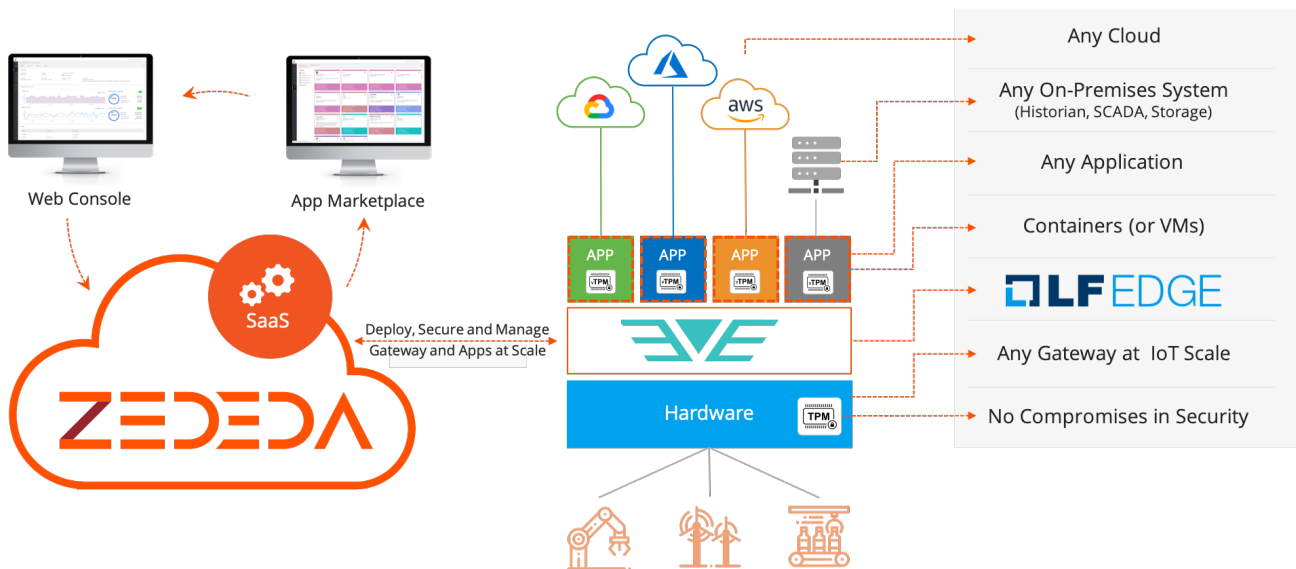 Web Console
App Marketplace
SaaS
ZEDEDA
Deploy, Secure and Manage
Gateway and Apps at Scale
aws
APP
TPM
APP
TPM
APP
TPM
APP
TPM
EVE
Hardware
TPM
Any Cloud
Any On-Premises System
(Historian, SCADA, Storage)
Any Application
Containers (or VMs)
LF EDGE
Any Gateway at IoT Scale
No Compromises in Security